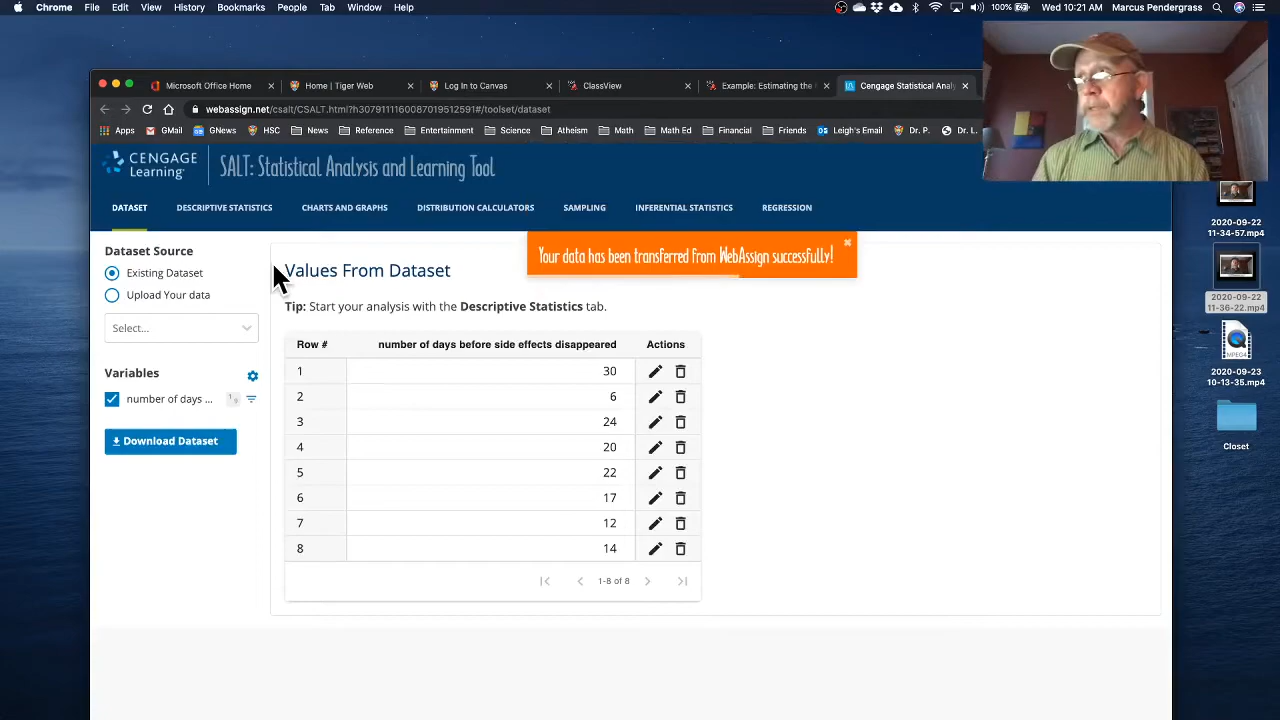 Chrome File Edit View History Bookmarks People Tab Window Help 100% Wed 10:21 AM Marcus Pendergrass
Microsoft Office Home Home | Tiger Web Log In to Canvas ClassView Example: Estimating the Cengage Statistical Anal
webassign.net/csalt/CSALT.html?3079111600870195125​91#/toolset/dataset
Apps GMail GNews HSC News Reference Entertainment Science Atheism Math Math Ed Financial Friends Leigh's Email Dr. P. Dr. L.
CENGAGE Learning™ SALT: Statistical Analysis and Learning Tool
DATASET DESCRIPTIVE STATISTICS CHARTS AND GRAPHS DISTRIBUTION CALCULATORS SAMPLING INFERENTIAL STATISTICS REGRESSION
Your data has been transferred from WebAssign successfully!
Dataset Source
Existing Dataset
Upload Your data
Select...
Variables
number of days ...
Download Dataset
Values From Dataset
Tip: Start your analysis with the Descriptive Statistics tab.
Row # number of days before side effects disappeared Actions
1 30
2 6
3 24
4 20
5 22
6 17
7 12
8 14
1-8 of 8
2020-09-22
11-34-57.mp4
2020-09-22
11-36-22.mp4
MPEG4
2020-09-23
10-13-35.mp4
Closet